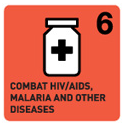 6
COMBAT HIV/AIDS,
MALARIA AND OTHER
DISEASES